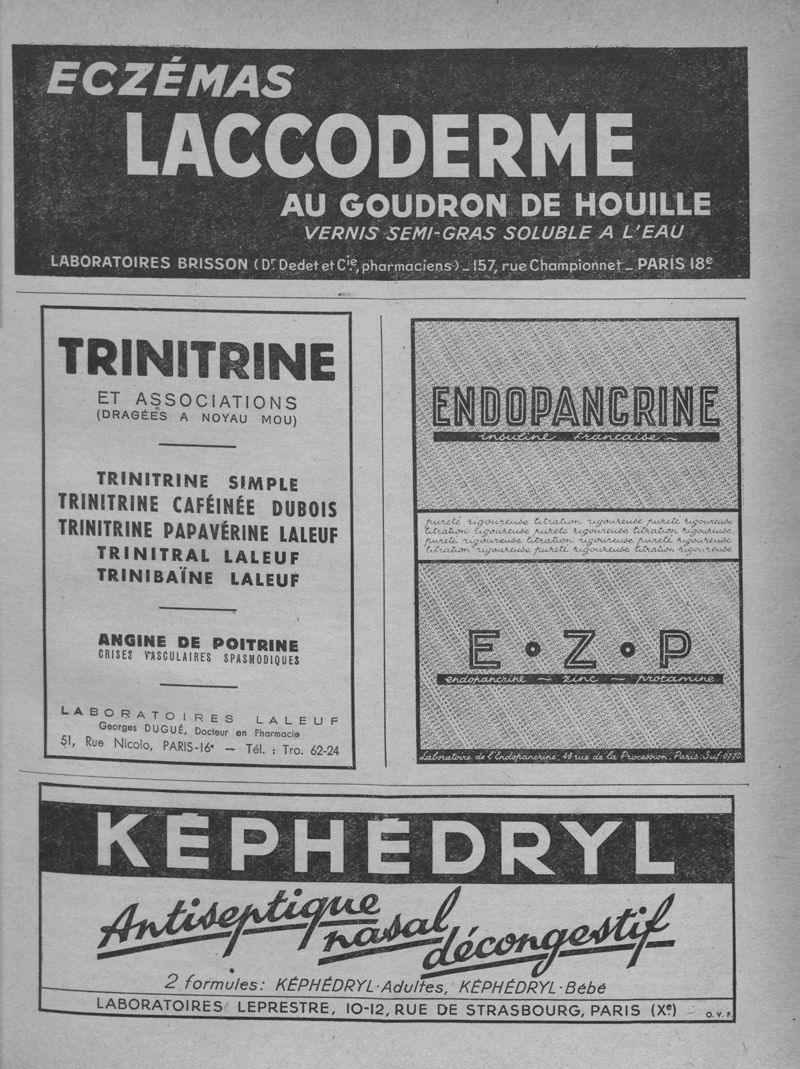 ECZÉMAS
LACCODERME
AU GOUDRON DE HOUILLE
VERNIS SEMI-GRAS SOLUBLE A L'EAU
LABORATOIRES BRISSON (Dr Dedet et Cie, pharmaciens) _ 157, rue Championnet _ PARIS 18e
TRINITRINE
ET ASSOCIATIONS
(DRAGÉES A NOYAU MOU)
TRINITRINE SIMPLE
TRINITRINE CAFÉINÉE DUBOIS
TRINITRINE PAPAVÉRINE LALEUF
TRINITRAL LALEUF
TRINIBAÏNE LALEUF
ANGINE DE POITRINE
CRISES VASCULAIRES SPASMODIQUES
LABORATOIRES LALEUF
Georges DUGUÉ, Docteur en Pharmacie
51, Rue Nicolo, PARIS-16e — Tél. : Tro. 62-24
ENDOPANCRINE
insuline française ~
pureté rigoureuse titration rigoureuse pureté rigoureuse
titration rigoureuse pureté rigoureuse titration rigoureuse
pureté rigoureuse titration rigoureuse pureté rigoureuse
titration rigoureuse pureté rigoureuse titration rigoureuse
E • Z • P
endopancrine ~ zinc ~ protamine
Laboratoire de l'Endopancrine, 48 rue de la Procession, Paris. Suf. 07-70
KÉPHÉDRYL
Antiseptique
nasal
décongestif
2 formules: KÉPHÉDRYL-Adultes, KÉPHÉDRYL-Bébé
LABORATOIRES LEPRESTRE, 10-12, RUE DE STRASBOURG, PARIS (Xe) - O.V.P.